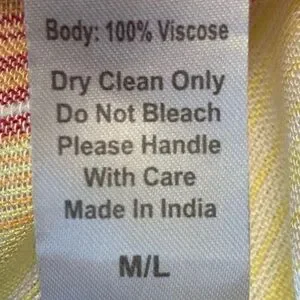 Body: 100% Viscose
Dry Clean Only
Do Not Bleach
Please Handle
With Care
Made In India
M/L